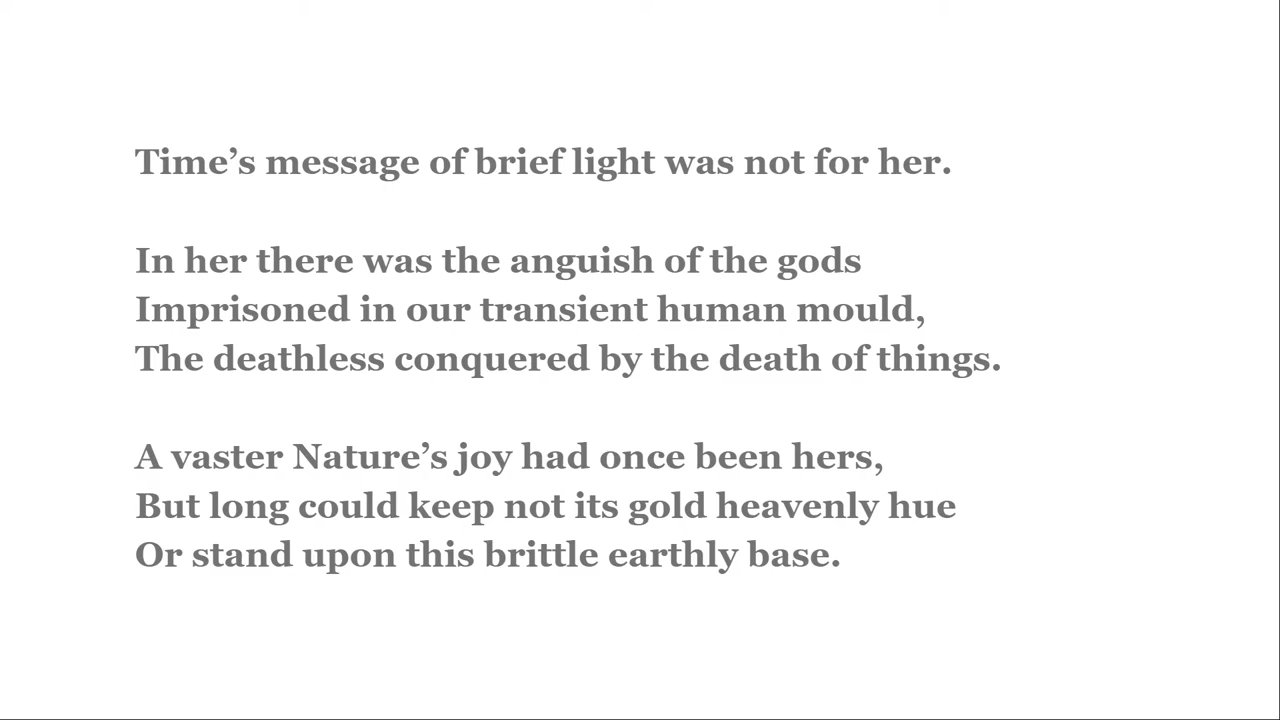 Time’s message of brief light was not for her.
In her there was the anguish of the gods
Imprisoned in our transient human mould,
The deathless conquered by the death of things.
A vaster Nature’s joy had once been hers,
But long could keep not its gold heavenly hue
Or stand upon this brittle earthly base.